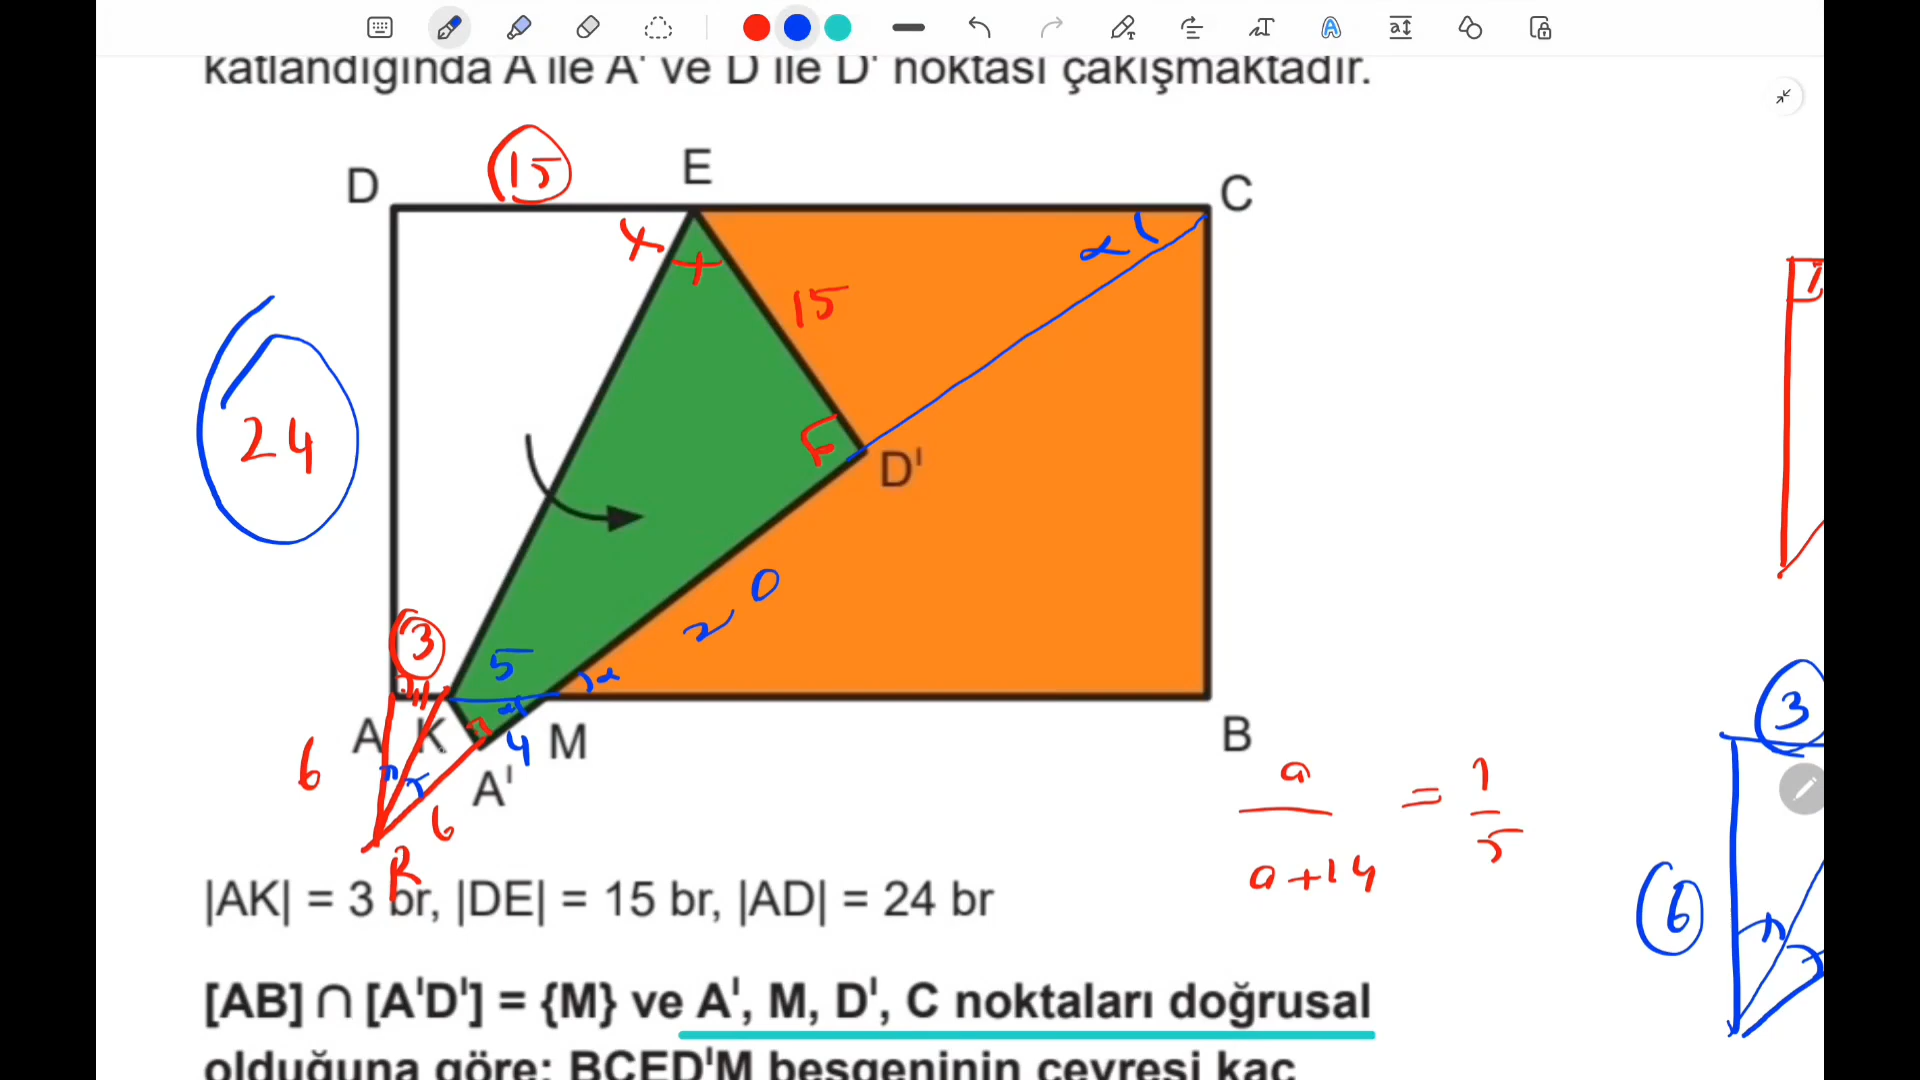 katlandığında A ile A' ve D ile D' noktası çakışmaktadır.
15
D
E
C
x
x
α
15
24
D'
20
3
5
α
A
K
4
M
B
6
A'
6
R
a
a+14
=
1
5
3
6
|AK| = 3 br, |DE| = 15 br, |AD| = 24 br
[AB] ∩ [A'D'] = {M} ve A', M, D', C noktaları doğrusal
olduğuna göre; BCED'M beşgeninin çevresi kaç